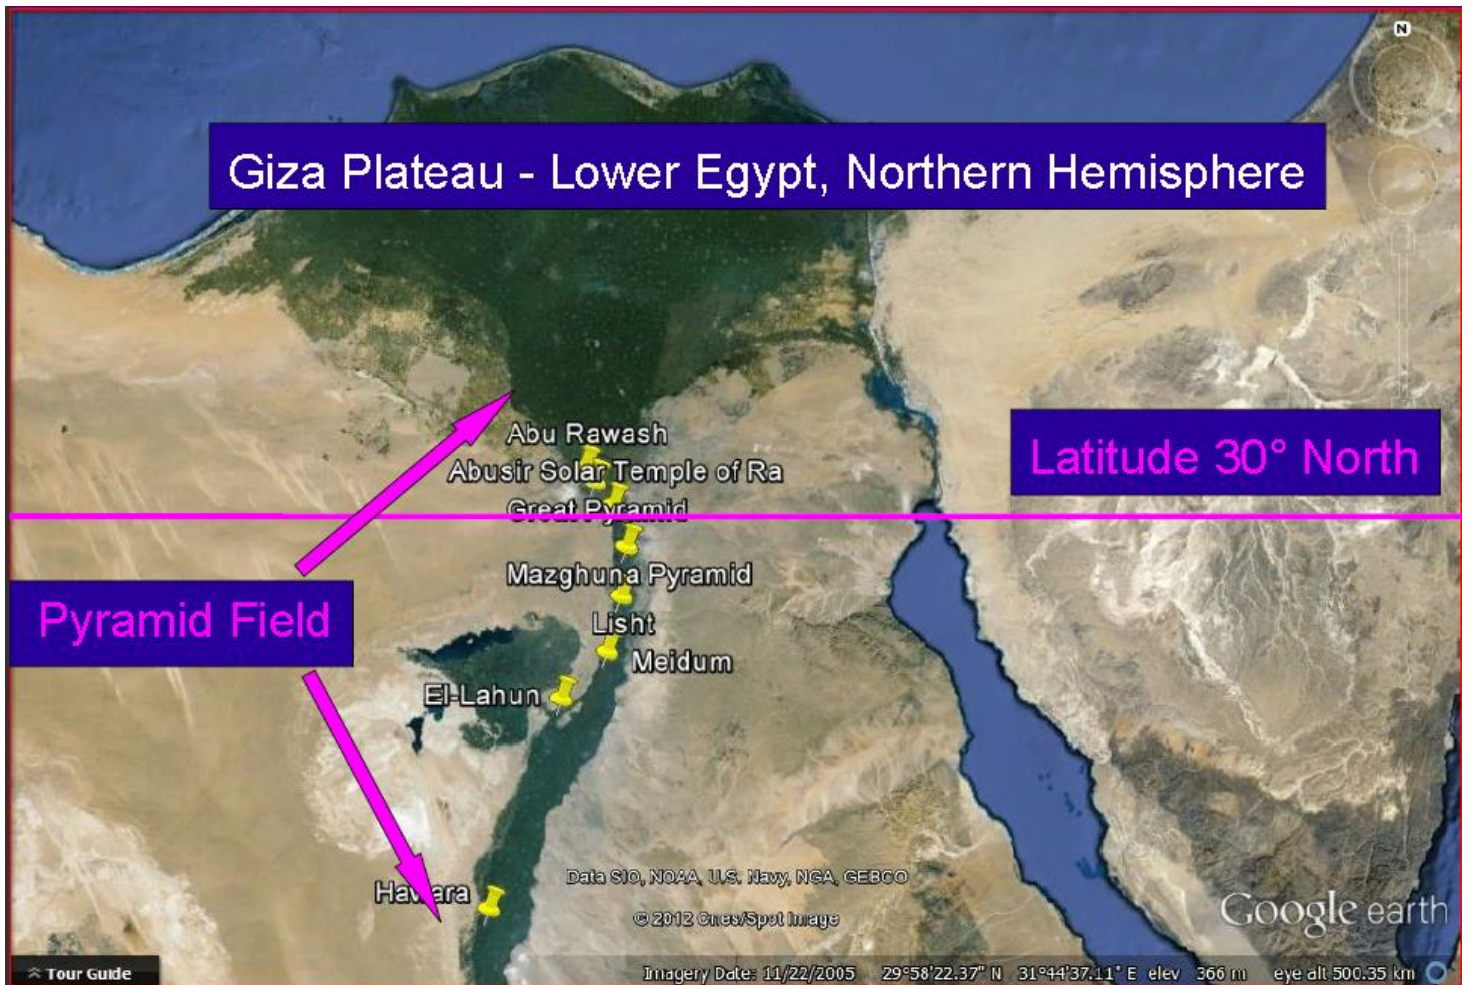 N
Giza Plateau - Lower Egypt, Northern Hemisphere
Abu Rawash
Latitude 30° North
Abusir Solar Temple of Ra
Great Pyramid
Mazghuna Pyramid
Pyramid Field
Lisht
Meidum
El-Lahun
Hawara
Data SIO, NOAA, U.S. Navy, NGA, GEBCO
© 2012 Cnes/Spot Image
Google earth
Tour Guide
Imagery Date: 11/22/2005 29°58'22.37" N 31°44'37.11" E elev 366 m eye alt 500.35 km